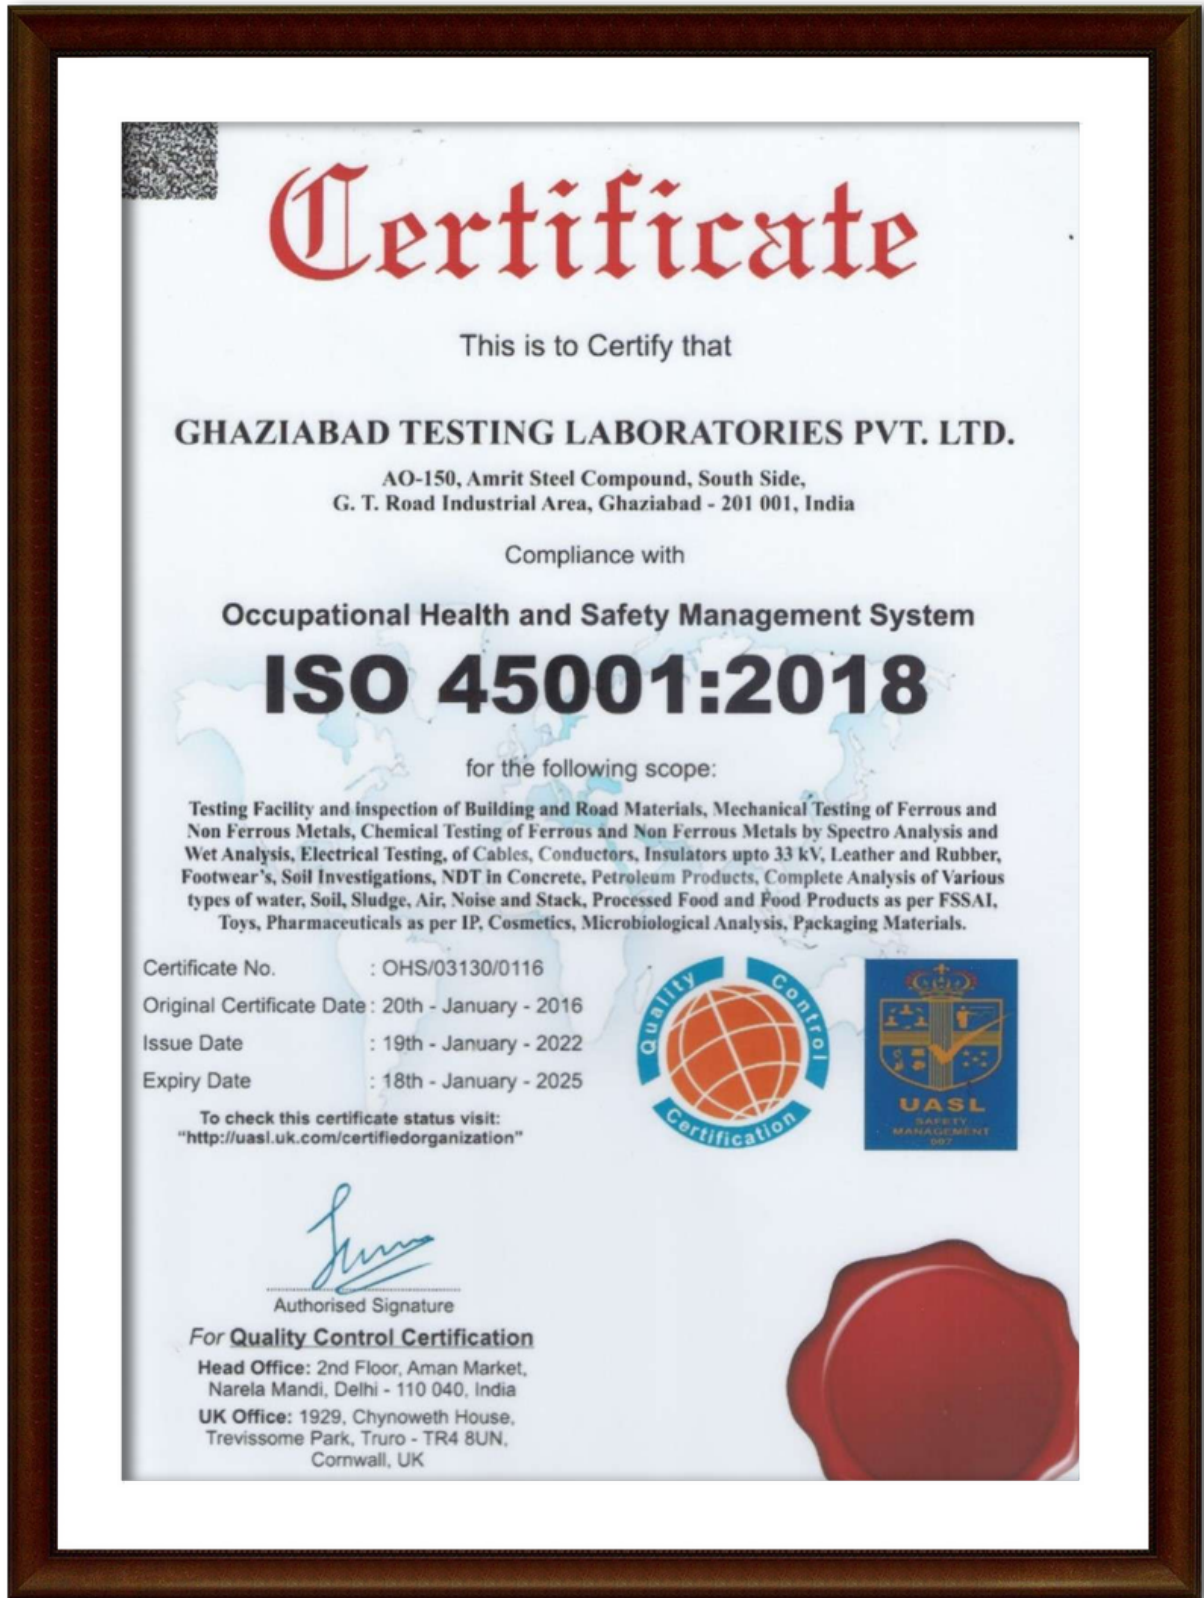 Certificate
This is to Certify that
GHAZIABAD TESTING LABORATORIES PVT. LTD.
AO-150, Amrit Steel Compound, South Side,
G. T. Road Industrial Area, Ghaziabad - 201 001, India
Compliance with
Occupational Health and Safety Management System
ISO 45001:2018
for the following scope:
Testing Facility and inspection of Building and Road Materials, Mechanical Testing of Ferrous and
Non Ferrous Metals, Chemical Testing of Ferrous and Non Ferrous Metals by Spectro Analysis and
Wet Analysis, Electrical Testing, of Cables, Conductors, Insulators upto 33 kV, Leather and Rubber,
Footwear's, Soil Investigations, NDT in Concrete, Petroleum Products, Complete Analysis of Various
types of water, Soil, Sludge, Air, Noise and Stack, Processed Food and Food Products as per FSSAI,
Toys, Pharmaceuticals as per IP, Cosmetics, Microbiological Analysis, Packaging Materials.
Certificate No. : OHS/03130/0116
Original Certificate Date : 20th - January - 2016
Issue Date : 19th - January - 2022
Expiry Date : 18th - January - 2025
To check this certificate status visit:
"http://uasl.uk.com/certifiedorganization"
Quality Control
Certification
UASL
SAFETY
MANAGEMENT
007
Authorised Signature
For Quality Control Certification
Head Office: 2nd Floor, Aman Market,
Narela Mandi, Delhi - 110 040, India
UK Office: 1929, Chynoweth House,
Trevissome Park, Truro - TR4 8UN,
Cornwall, UK